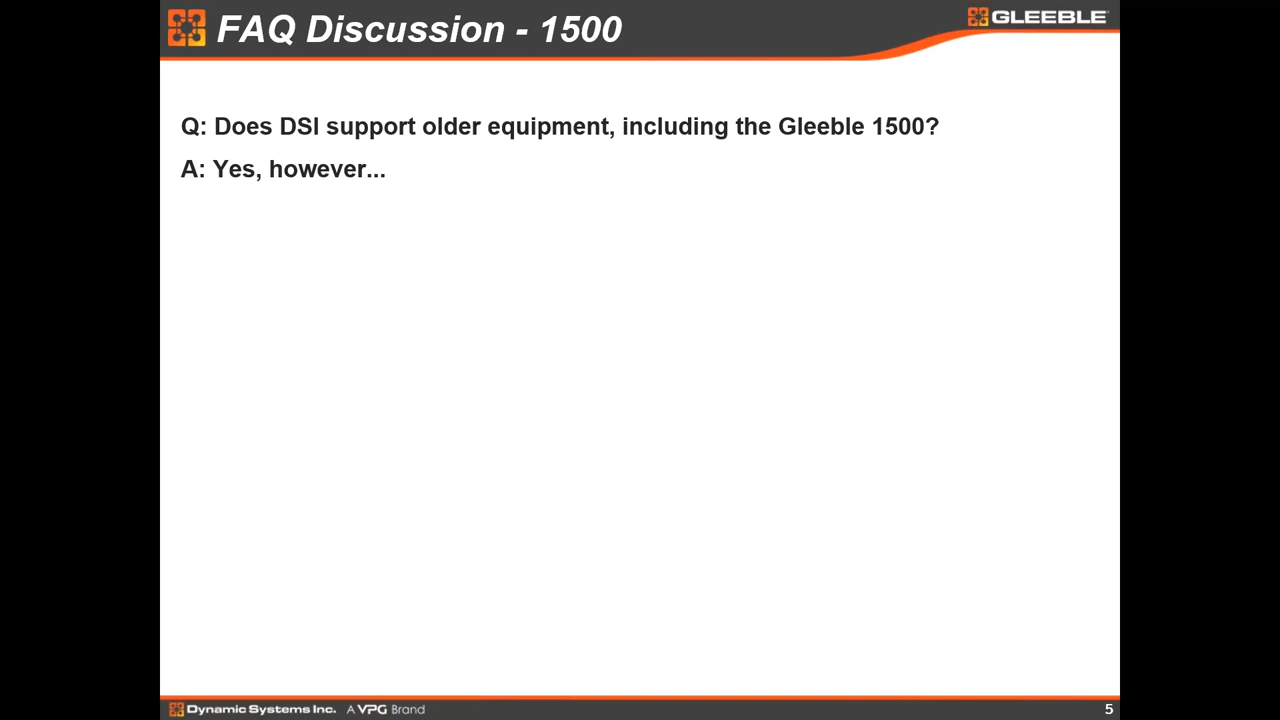 FAQ Discussion - 1500
GLEEBLE
Q: Does DSI support older equipment, including the Gleeble 1500?
A: Yes, however...
Dynamic Systems Inc. A VPG Brand
5